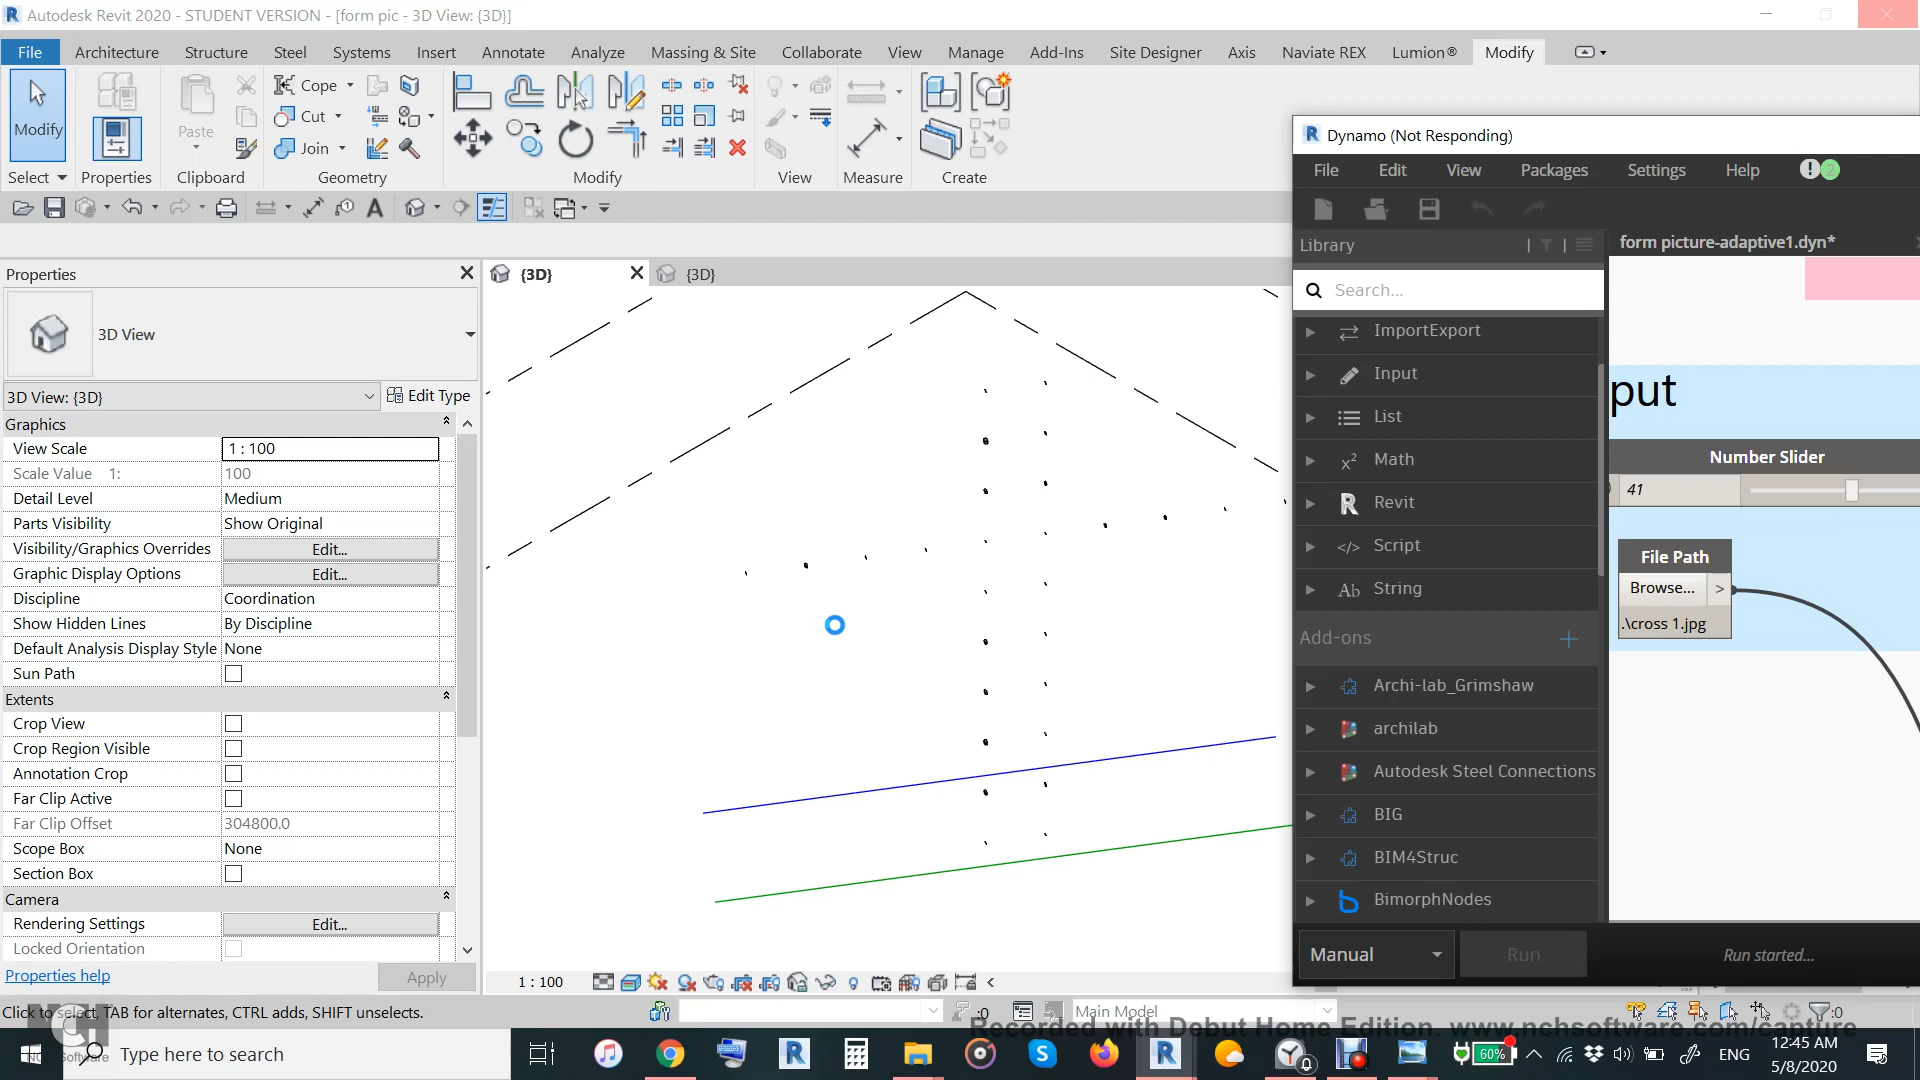 Autodesk Revit 2020 - STUDENT VERSION - [form pic - 3D View: {3D}]
File Architecture Structure Steel Systems Insert Annotate Analyze Massing & Site Collaborate View Manage Add-Ins Site Designer Axis Naviate REX Lumion® Modify
Modify
Paste
Cope
Cut
Join
Select Properties Clipboard Geometry Modify View Measure Create
Properties
{3D}
{3D}
3D View
3D View: {3D}
Edit Type
Graphics
View Scale 1 : 100
Scale Value 1: 100
Detail Level Medium
Parts Visibility Show Original
Visibility/Graphics Overrides Edit...
Graphic Display Options Edit...
Discipline Coordination
Show Hidden Lines By Discipline
Default Analysis Display Style None
Sun Path
Extents
Crop View
Crop Region Visible
Annotation Crop
Far Clip Active
Far Clip Offset 304800.0
Scope Box None
Section Box
Camera
Rendering Settings Edit...
Locked Orientation
Properties help
Apply
1 : 100
Click to select, TAB for alternates, CTRL adds, SHIFT unselects.
:0
Main Model
:0
Dynamo (Not Responding)
File Edit View Packages Settings Help
! 2
Library
form picture-adaptive1.dyn*
Search...
ImportExport
Input
List
Math
Revit
Script
String
Add-ons
Archi-lab_Grimshaw
archilab
Autodesk Steel Connections
BIG
BIM4Struc
BimorphNodes
put
Number Slider
41
File Path
Browse... >
.\cross 1.jpg
Manual
Run
Run started...
Recorded with Debut Home Edition. www.nchsoftware.com/capture
NCH Software
Type here to search
60%
ENG
12:45 AM
5/8/2020